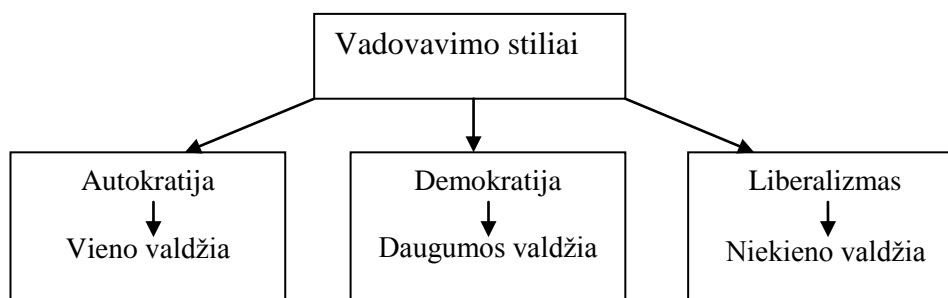 Vadovavimo stiliai
Autokratija
Vieno valdžia
Demokratija
Daugumos valdžia
Liberalizmas
Niekieno valdžia